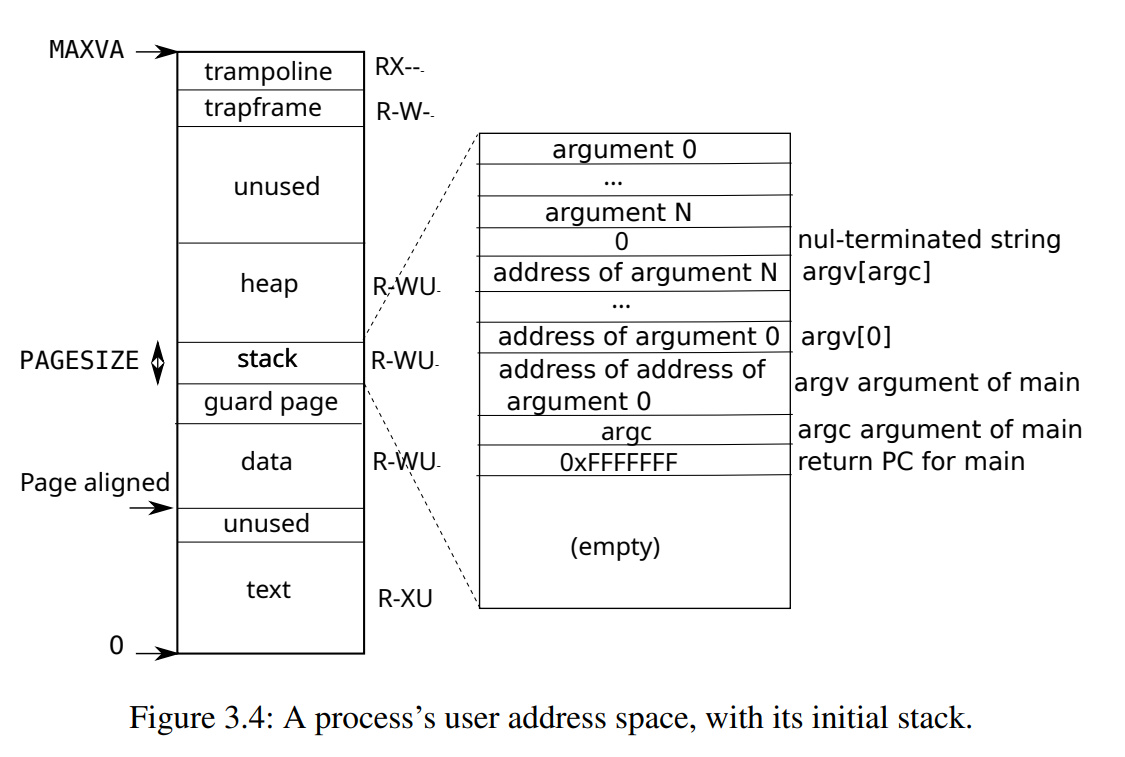 MAXVA
trampoline RX--
trapframe R-W-
unused
heap R-WU
PAGESIZE stack R-WU
guard page
data R-WU
Page aligned
unused
text R-XU
0
argument 0
...
argument N
0 nul-terminated string
address of argument N argv[argc]
...
address of argument 0 argv[0]
address of address of
argument 0 argv argument of main
argc argc argument of main
0xFFFFFFF return PC for main
(empty)
Figure 3.4: A process's user address space, with its initial stack.